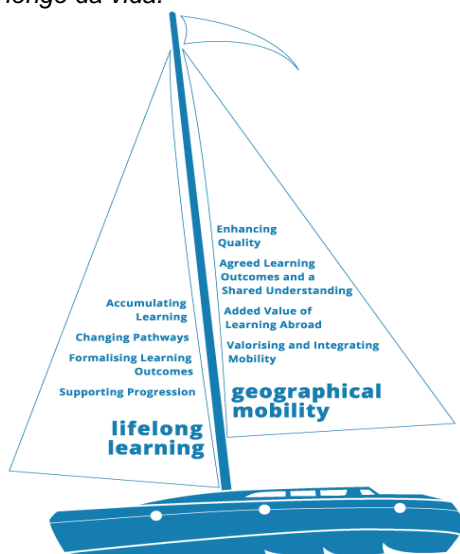 longo da vida.
Enhancing
Quality
Agreed Learning
Outcomes and a
Shared Understanding
Added Value of
Learning Abroad
Valorising and Integrating
Mobility
geographical
mobility
Accumulating
Learning
Changing Pathways
Formalising Learning
Outcomes
Supporting Progression
lifelong
learning